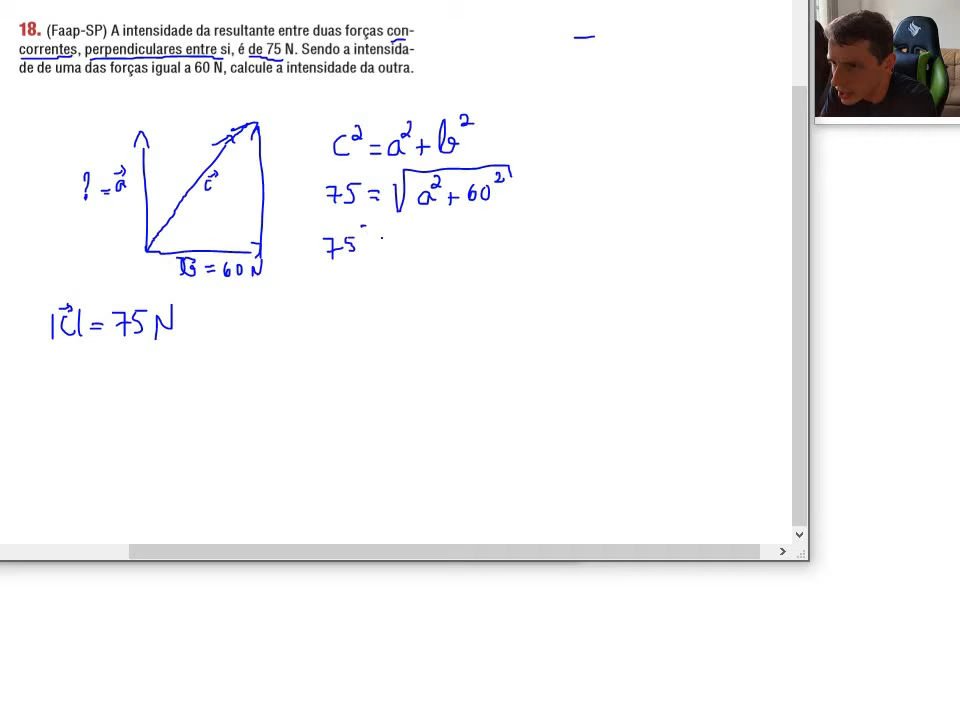 18. (Faap-SP) A intensidade da resultante entre duas forças con-
correntes, perpendiculares entre si, é de 75 N. Sendo a intensida-
de de uma das forças igual a 60 N, calcule a intensidade da outra.
c² = a² + b²
? = a⃗
c⃗
75 = √(a² + 60²)
75
b⃗ = 60 N
|c⃗| = 75 N